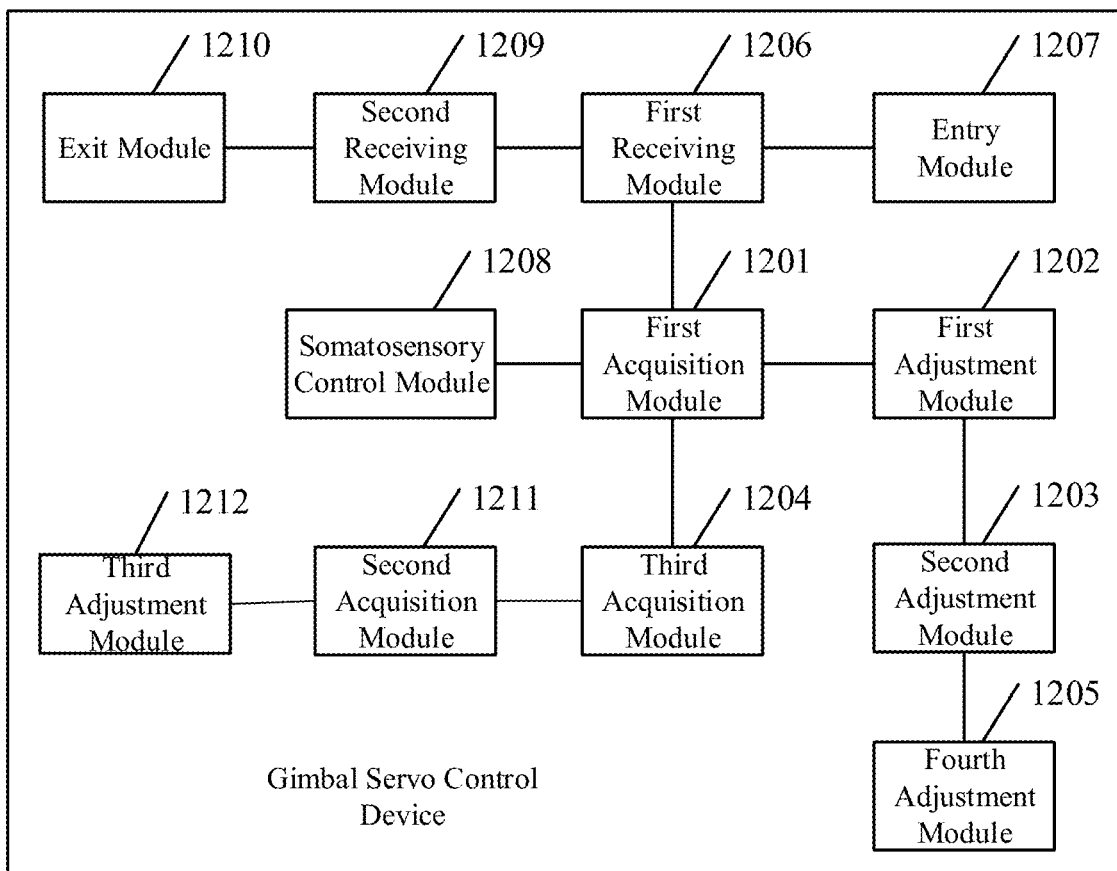 1210
1209
1206
1207
Exit Module
Second
Receiving
Module
First
Receiving
Module
Entry
Module
1208
1201
1202
Somatosensory
Control Module
First
Acquisition
Module
First
Adjustment
Module
1212
1211
1204
1203
Third
Adjustment
Module
Second
Acquisition
Module
Third
Acquisition
Module
Second
Adjustment
Module
1205
Gimbal Servo Control
Device
Fourth
Adjustment
Module